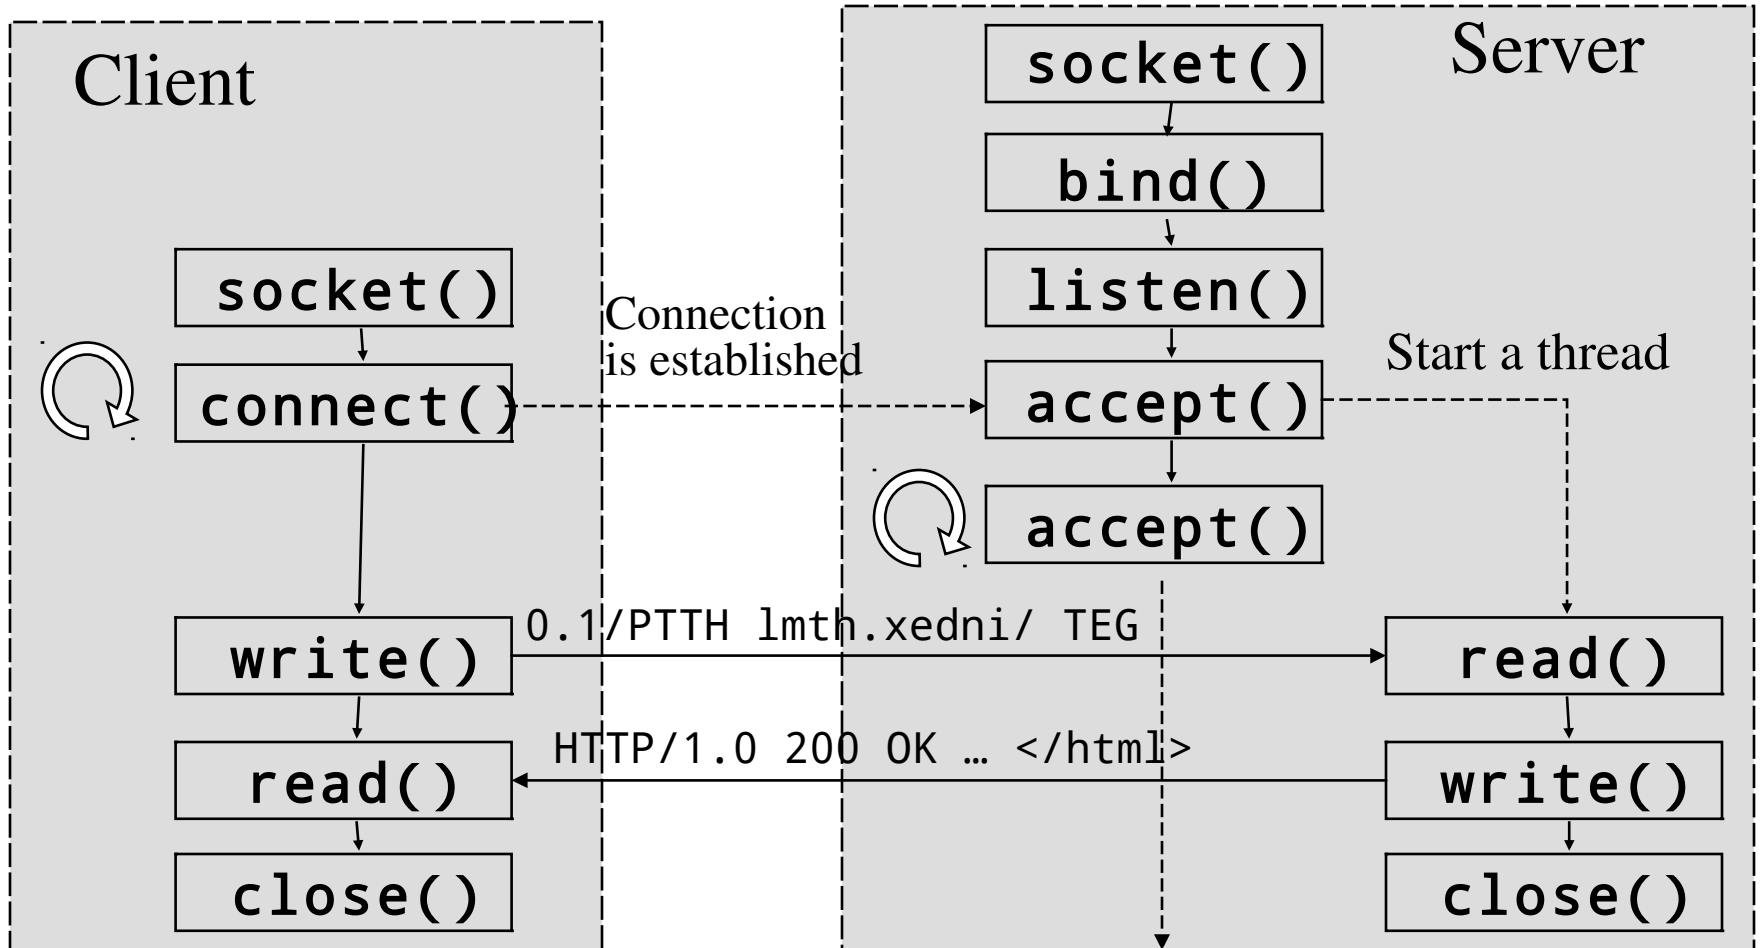 Client
Server
socket()
bind()
listen()
accept()
accept()
Start a thread
socket()
connect()
Connection
is established
write()
0.1/PTTH lmth.xedni/ TEG
read()
HTTP/1.0 200 OK … </html>
read()
write()
close()
close()